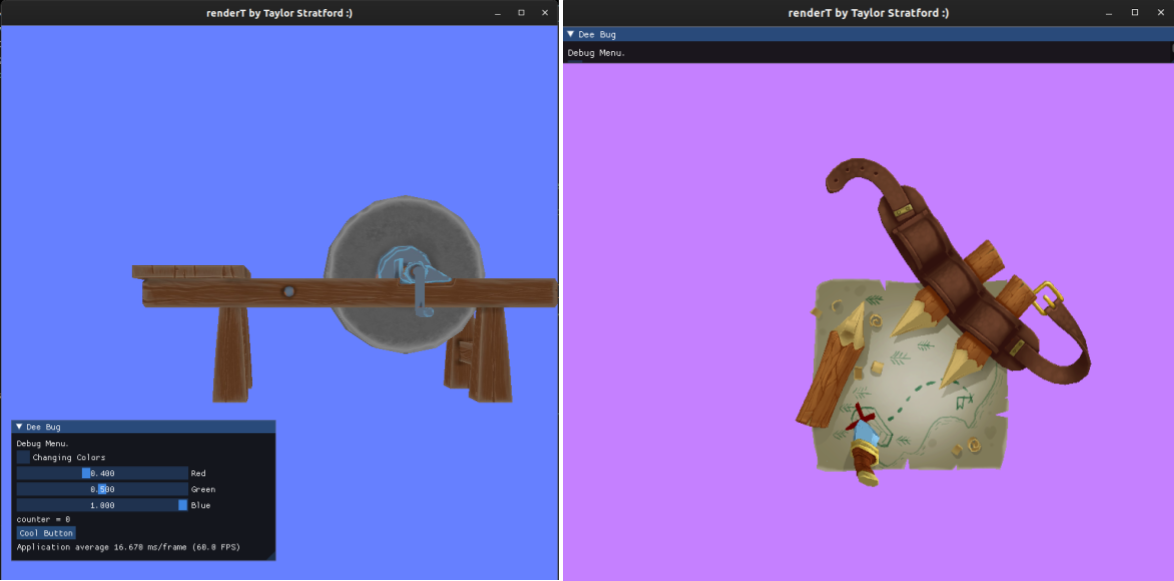 renderT by Taylor Stratford :)
Dee Bug
Debug Menu.
Changing Colors
0.400 Red
0.500 Green
1.000 Blue
counter = 0
Cool Button
Application average 16.670 ms/frame (60.0 FPS)
renderT by Taylor Stratford :)
Dee Bug
Debug Menu.